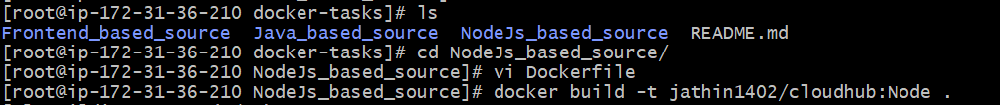 [root@ip-172-31-36-210 docker-tasks]# ls
Frontend_based_source  Java_based_source  NodeJs_based_source  README.md
[root@ip-172-31-36-210 docker-tasks]# cd NodeJs_based_source/
[root@ip-172-31-36-210 NodeJs_based_source]# vi Dockerfile
[root@ip-172-31-36-210 NodeJs_based_source]# docker build -t jathin1402/cloudhub:Node .